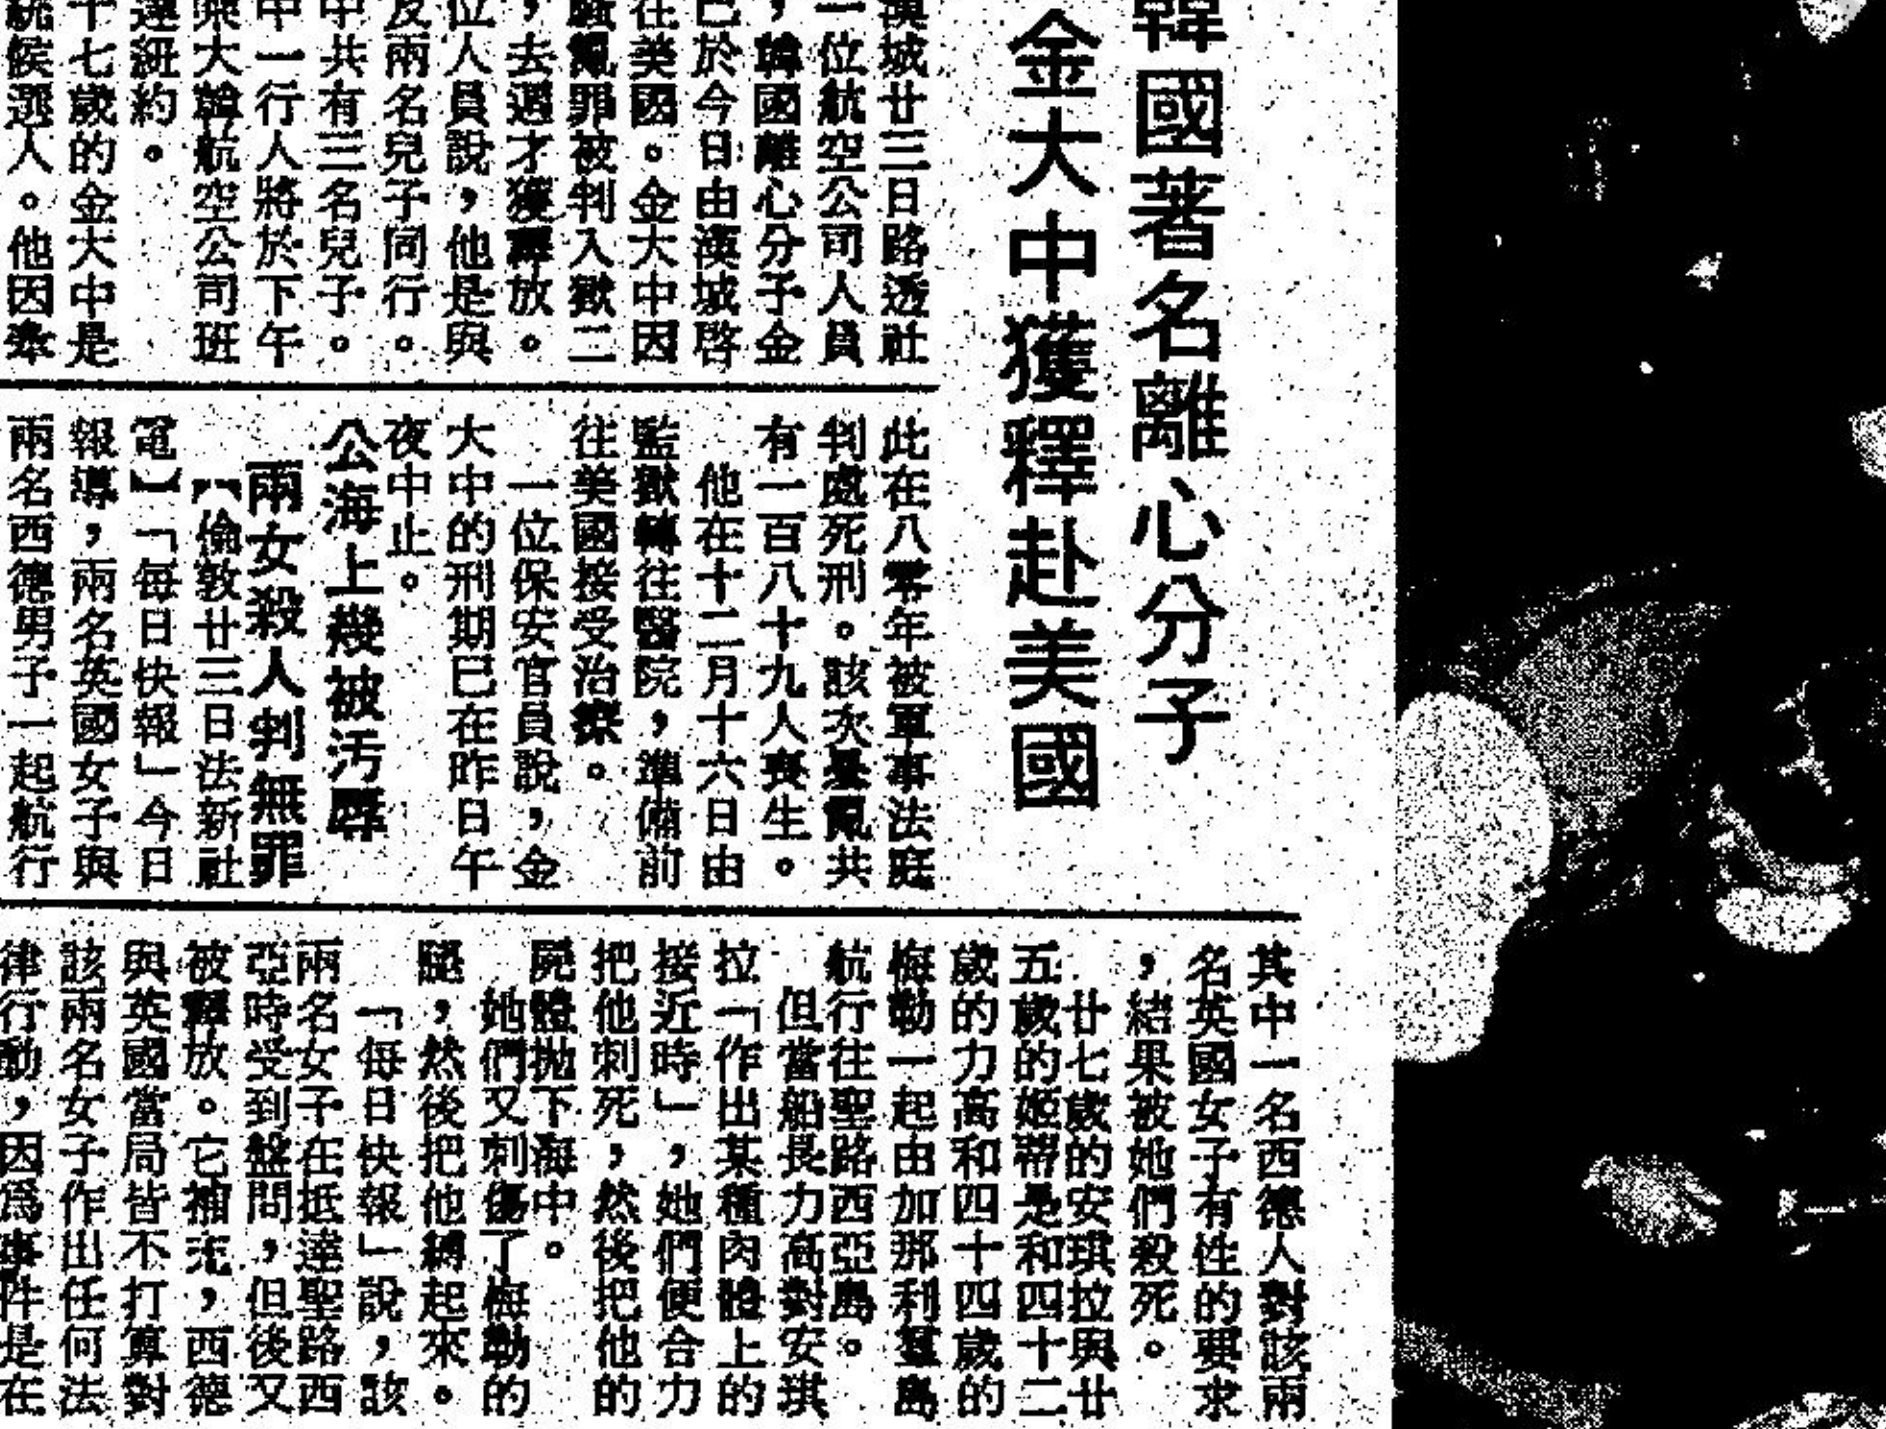 韓國著名離心分子
金大中獲釋赴美國
漢城廿三日路透社
一位航空公司人員
，韓國離心分子金
已於今日由漢城啓
往美國。金大中因
騷亂罪被判入獄二
，去週才獲釋放。
位人員說，他是與
及兩名兒子同行。
中共有三名兒子。
中一行人將於下午
乘大韓航空公司班
達紐約。
十七歲的金大中是
統候選人。他因牽
此在八零年被軍事法庭
判處死刑。該次暴亂共
有一百八十九人喪生。
他在十二月十六日由
監獄轉往醫院，準備前
往美國接受治療。
一位保安官員說，金
大中的刑期已在昨日午
夜中止。
公海上幾被汚辱
兩女殺人判無罪
【倫敦廿三日法新社
電】「每日快報」今日
報導，兩名英國女子與
兩名西德男子一起航行
其中一名西德人對該兩
名英國女子有性的要求
，結果被她們殺死。
廿七歲的安琪拉與廿
五歲的姬蒂是和四十二
歲的力高和四十四歲的
梅勒一起由加那利羣島
航行往聖路西亞島。
但當船長力高對安琪
拉「作出某種肉體上的
接近時」，她們便合力
把他刺死，然後把他的
屍體拋下海中。
她們又刺傷了梅勒的
腿，然後把他縛起來。
「每日快報」說，該
兩名女子在抵達聖路西
亞時受到盤問，但後又
被釋放。它補充，西德
與英國當局皆不打算對
該兩名女子作出任何法
律行動，因爲事件是在